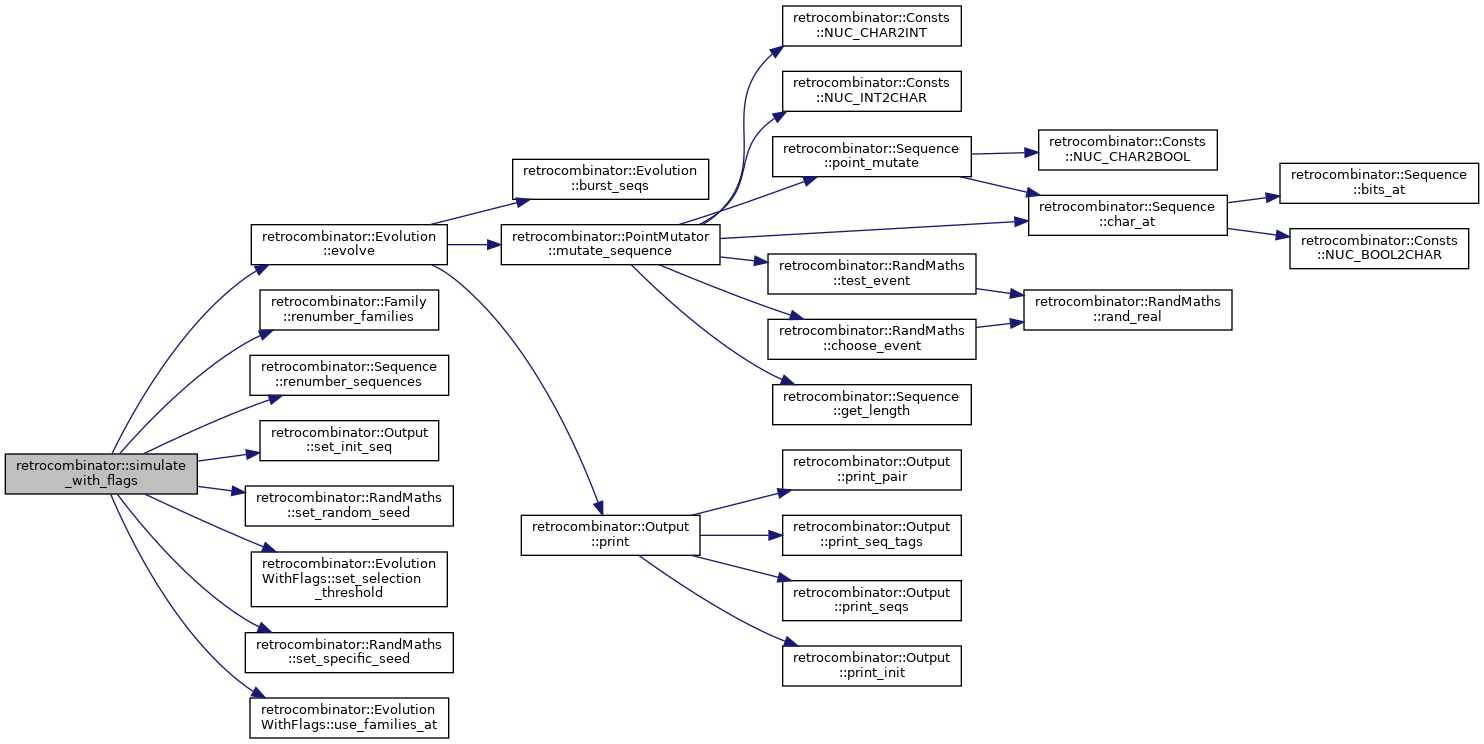 retrocombinator::simulate
_with_flags
retrocombinator::Evolution
::evolve
retrocombinator::Family
::renumber_families
retrocombinator::Sequence
::renumber_sequences
retrocombinator::Output
::set_init_seq
retrocombinator::RandMaths
::set_random_seed
retrocombinator::Evolution
WithFlags::set_selection
_threshold
retrocombinator::RandMaths
::set_specific_seed
retrocombinator::Evolution
WithFlags::use_families_at
retrocombinator::Evolution
::burst_seqs
retrocombinator::PointMutator
::mutate_sequence
retrocombinator::Output
::print
retrocombinator::Consts
::NUC_CHAR2INT
retrocombinator::Consts
::NUC_INT2CHAR
retrocombinator::Sequence
::point_mutate
retrocombinator::RandMaths
::test_event
retrocombinator::RandMaths
::choose_event
retrocombinator::Sequence
::get_length
retrocombinator::Output
::print_pair
retrocombinator::Output
::print_seq_tags
retrocombinator::Output
::print_seqs
retrocombinator::Output
::print_init
retrocombinator::Consts
::NUC_CHAR2BOOL
retrocombinator::Sequence
::char_at
retrocombinator::RandMaths
::rand_real
retrocombinator::Sequence
::bits_at
retrocombinator::Consts
::NUC_BOOL2CHAR